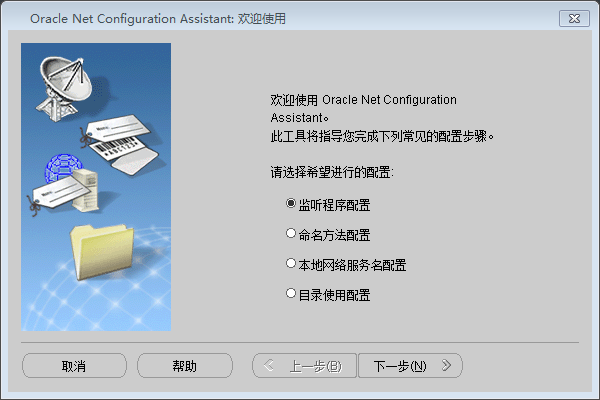 Oracle Net Configuration Assistant: 欢迎使用
欢迎使用 Oracle Net Configuration
Assistant。
此工具将指导您完成下列常见的配置步骤。
请选择希望进行的配置:
监听程序配置
命名方法配置
本地网络服务名配置
目录使用配置
取消
帮助
上一步(B)
下一步(N)